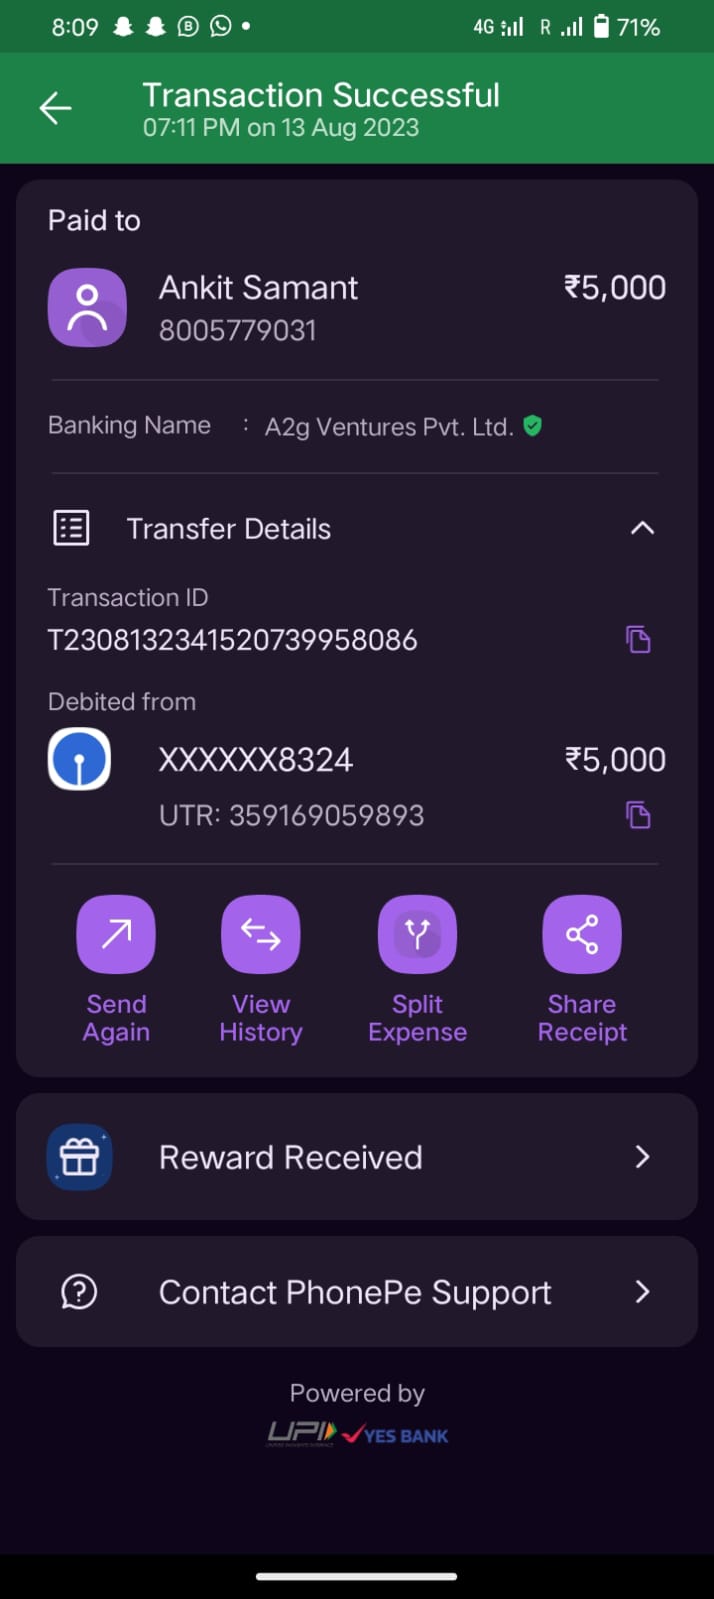 8:09
4G R 71%
Transaction Successful
07:11 PM on 13 Aug 2023
Paid to
Ankit Samant ₹5,000
8005779031
Banking Name : A2g Ventures Pvt. Ltd.
Transfer Details
Transaction ID
T2308132341520739958086
Debited from
XXXXXX8324 ₹5,000
UTR: 359169059893
Send Again
View History
Split Expense
Share Receipt
Reward Received
Contact PhonePe Support
Powered by
UPI YES BANK